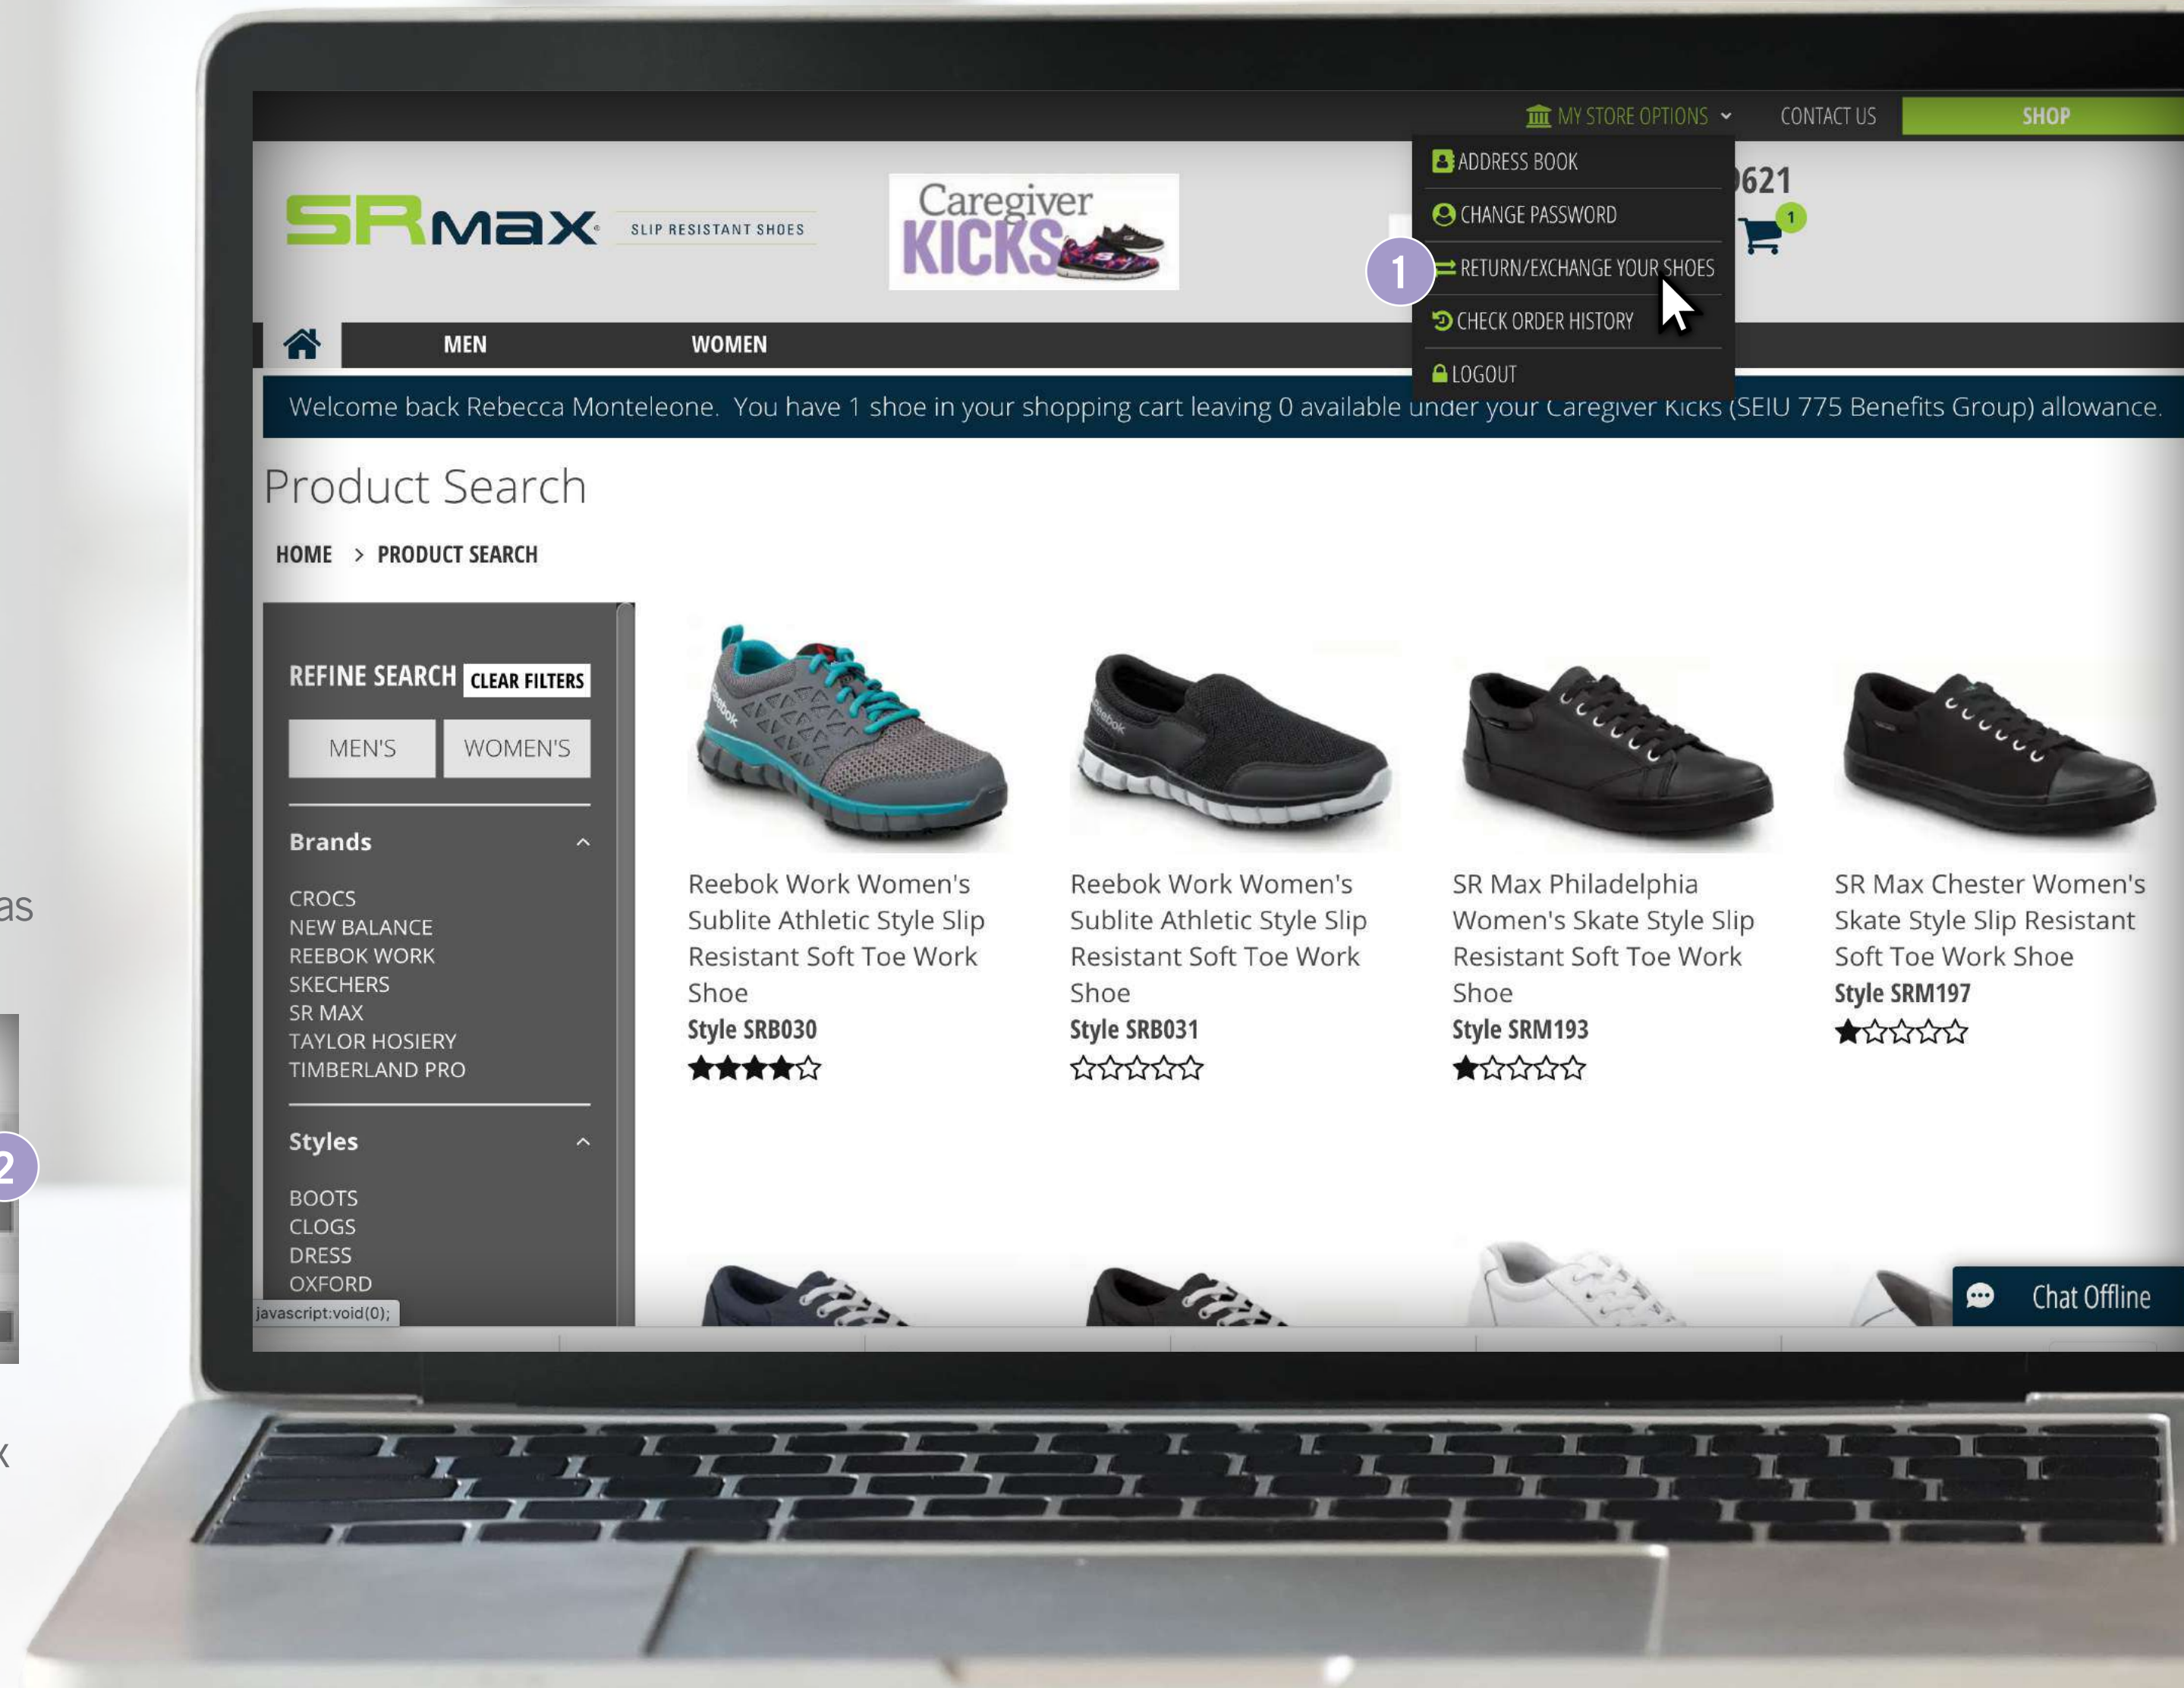 MY STORE OPTIONS
CONTACT US
SHOP
ADDRESS BOOK
CHANGE PASSWORD
1
RETURN/EXCHANGE YOUR SHOES
CHECK ORDER HISTORY
LOGOUT
621
1
SRMAX
SLIP RESISTANT SHOES
Caregiver
KICKS
MEN
WOMEN
Welcome back Rebecca Monteleone. You have 1 shoe in your shopping cart leaving 0 available under your Caregiver Kicks (SEIU 775 Benefits Group) allowance.
Product Search
HOME > PRODUCT SEARCH
REFINE SEARCH
CLEAR FILTERS
MEN'S
WOMEN'S
Brands
CROCS
NEW BALANCE
REEBOK WORK
SKECHERS
SR MAX
TAYLOR HOSIERY
TIMBERLAND PRO
Styles
BOOTS
CLOGS
DRESS
OXFORD
javascript:void(0);
Reebok
Reebok Work Women's
Sublite Athletic Style Slip
Resistant Soft Toe Work
Shoe
Style SRB030
Reebok
Reebok Work Women's
Sublite Athletic Style Slip
Resistant Soft Toe Work
Shoe
Style SRB031
SR Max Philadelphia
Women's Skate Style Slip
Resistant Soft Toe Work
Shoe
Style SRM193
SR Max Chester Women's
Skate Style Slip Resistant
Soft Toe Work Shoe
Style SRM197
Chat Offline
as
2